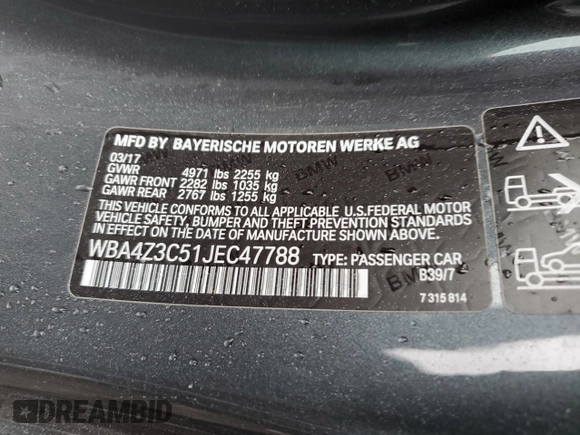 MFD BY BAYERISCHE MOTOREN WERKE AG
03/17
GVWR 4971 lbs 2255 kg
GAWR FRONT 2282 lbs 1035 kg
GAWR REAR 2767 lbs 1255 kg
THIS VEHICLE CONFORMS TO ALL APPLICABLE U.S.FEDERAL MOTOR
VEHICLE SAFETY, BUMPER AND THEFT PREVENTION STANDARDS
IN EFFECT ON THE DATE OF MANUFACTURE SHOWN ABOVE.
WBA4Z3C51JEC47788 TYPE: PASSENGER CAR
B39/7
7 315 814
DREAMBID